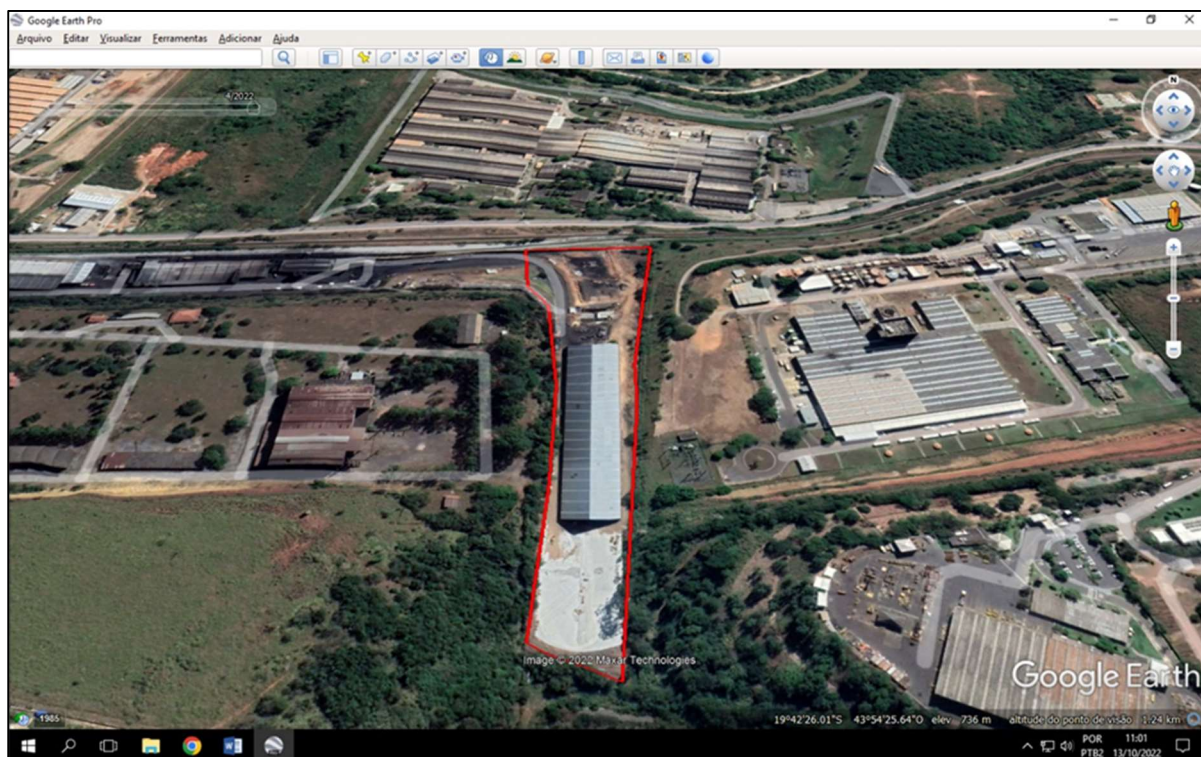 Google Earth Pro
Arquivo Editar Visualizar Ferramentas Adicionar Ajuda
4/2022
N
Image © 2022 Maxar Technologies
Google Earth
1985
19°42'26.01"S 43°54'25.64"O elev 736 m altitude do ponto de visão 1.24 km
POR 11:01
PTB2 13/10/2022